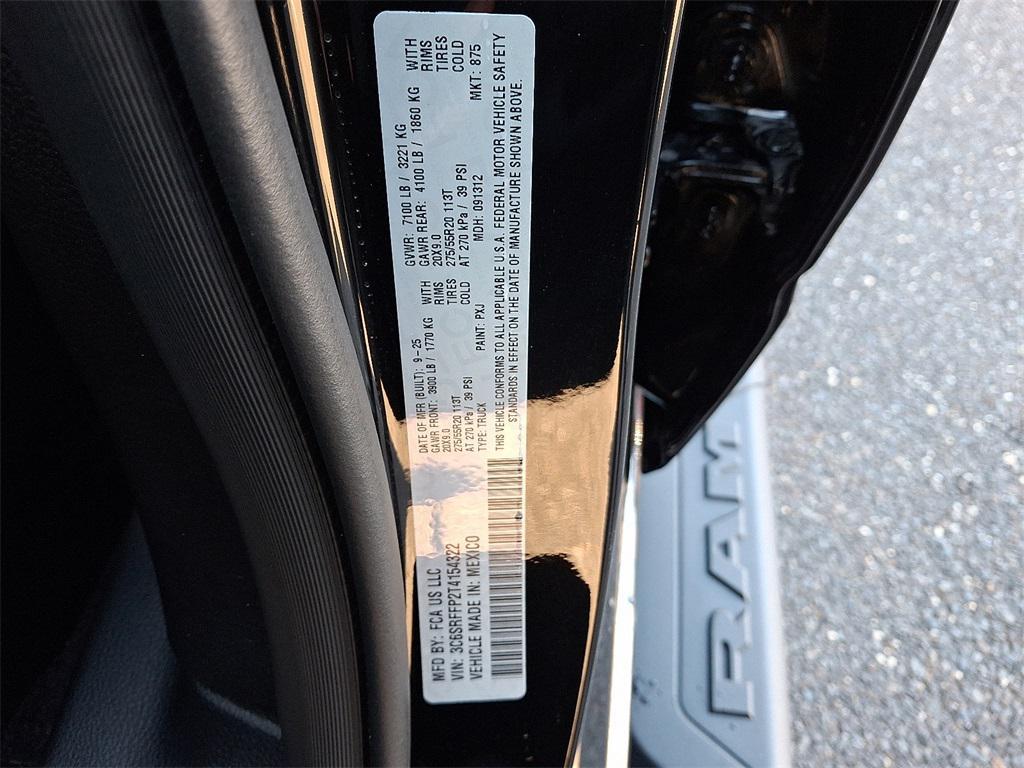 MFD BY: FCA US LLC
VIN: 3C6SRFFP2T4154322
VEHICLE MADE IN: MEXICO
DATE OF MFR (BUILT): 9-25
GAWR FRONT: 3900 LB / 1770 KG WITH
20X9.0 RIMS
275/55R20 113T TIRES
AT 270 kPa / 39 PSI COLD
TYPE: TRUCK PAINT: PXJ
GVWR: 7100 LB / 3221 KG
GAWR REAR: 4100 LB / 1860 KG WITH
20X9.0 RIMS
275/55R20 113T TIRES
AT 270 kPa / 39 PSI COLD
MDH: 091312 MKT: 875
THIS VEHICLE CONFORMS TO ALL APPLICABLE U.S.A. FEDERAL MOTOR VEHICLE SAFETY
STANDARDS IN EFFECT ON THE DATE OF MANUFACTURE SHOWN ABOVE.
RAM